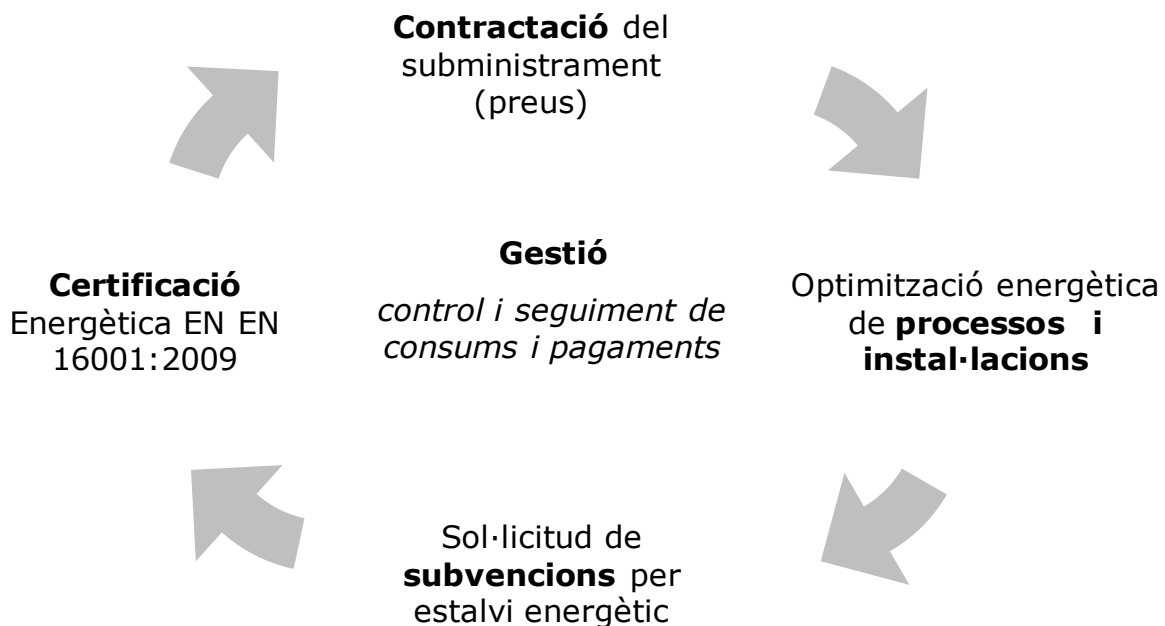 Contractació del
subministrament
(preus)
Gestió
control i seguiment de
consums i pagaments
Certificació
Energètica EN EN
16001:2009
Optimització energètica
de processos i
instal·lacions
Sol·licitud de
subvencions per
estalvi energètic